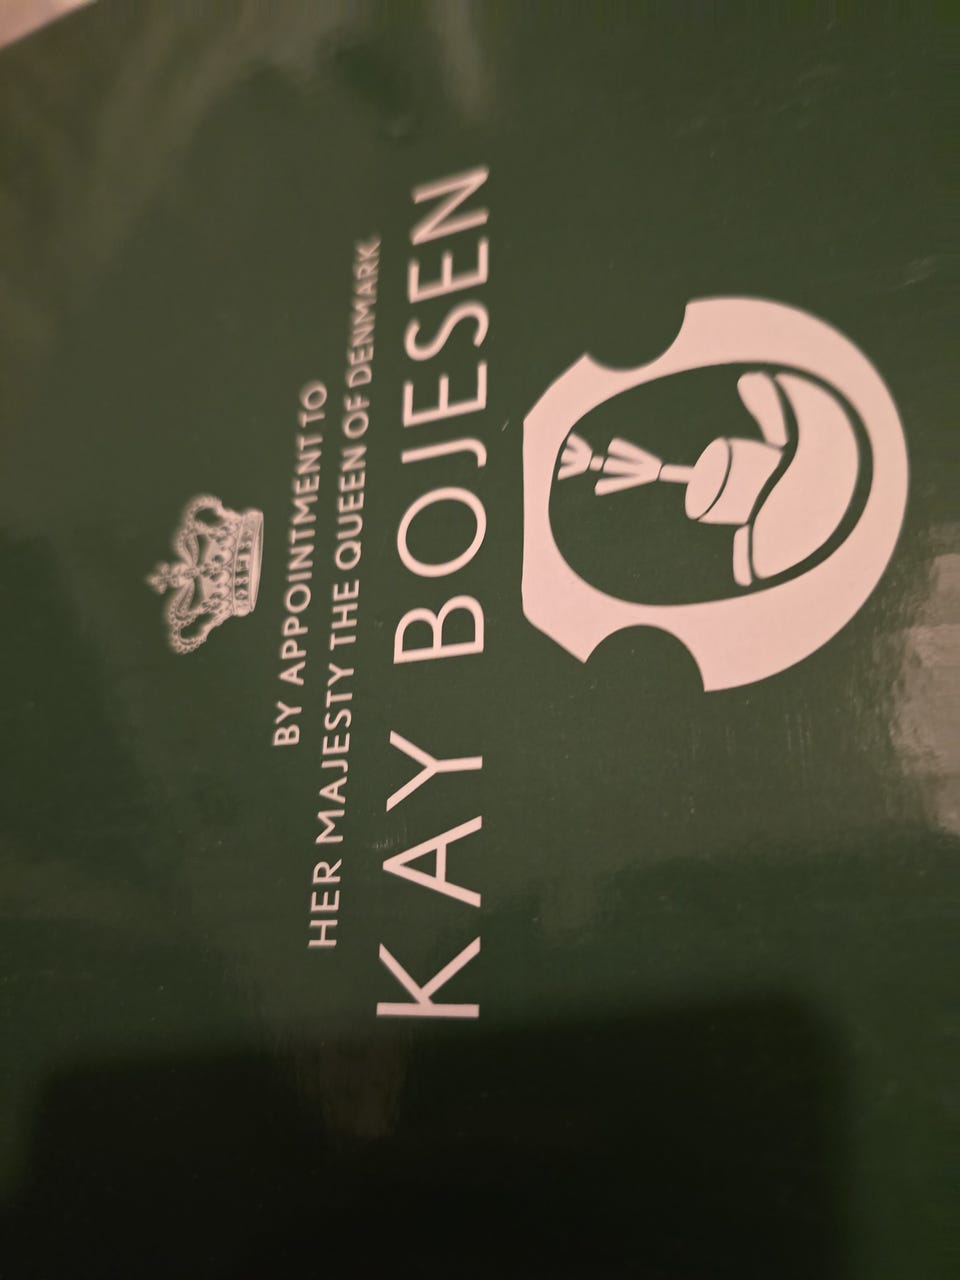 BY APPOINTMENT TO
HER MAJESTY THE QUEEN OF DENMARK
KAY BOJESEN